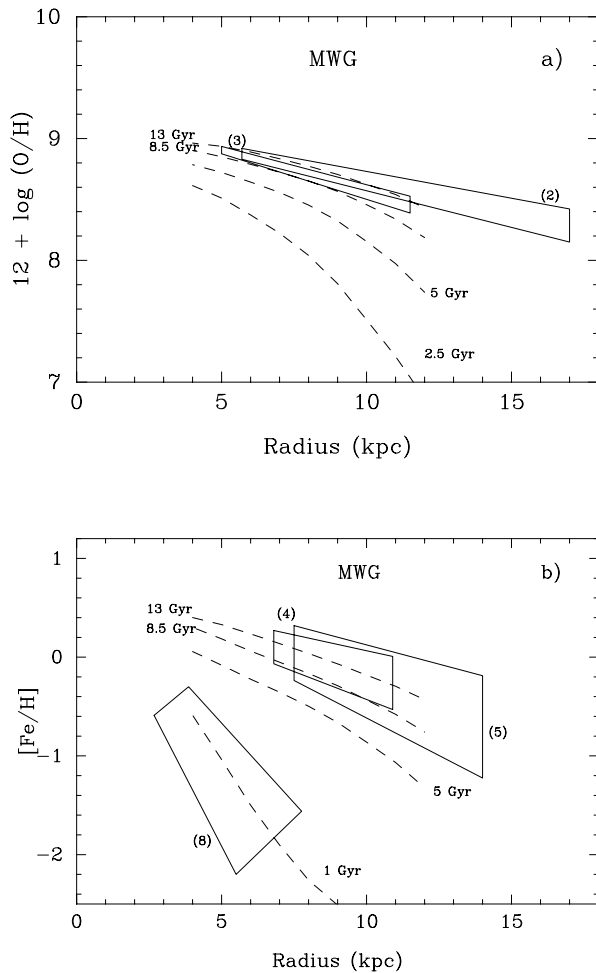 10
MWG
a)
13 Gyr
(3)
9
8.5Gyr
(2)
12 + log (O/H)
8
5 Gyr
2.5 Gyr
7
0
5
10
15
Radius (kpc)
1
MWG
b)
13 Gyr
(4)
8.5 Gyr
0
[Fe/H]
(5)
−1
5 Gyr
(8)
−2
1 Gyr
0
5
10
15
Radius (kpc)